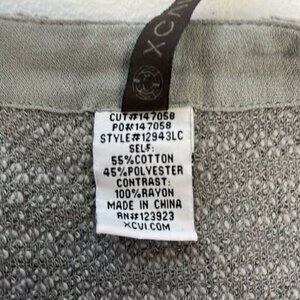 XCVI
CUT#147058
PO#147058
STYLE#12943LC
SELF:
55%COTTON
45%POLYESTER
CONTRAST:
100%RAYON
MADE IN CHINA
RN#123923
XCVI.COM